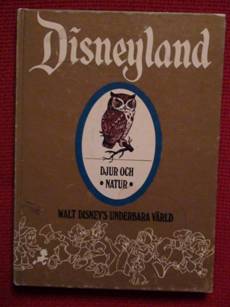 Disneyland
DJUR OCH
• NATUR •
WALT DISNEY'S UNDERBARA VÄRLD